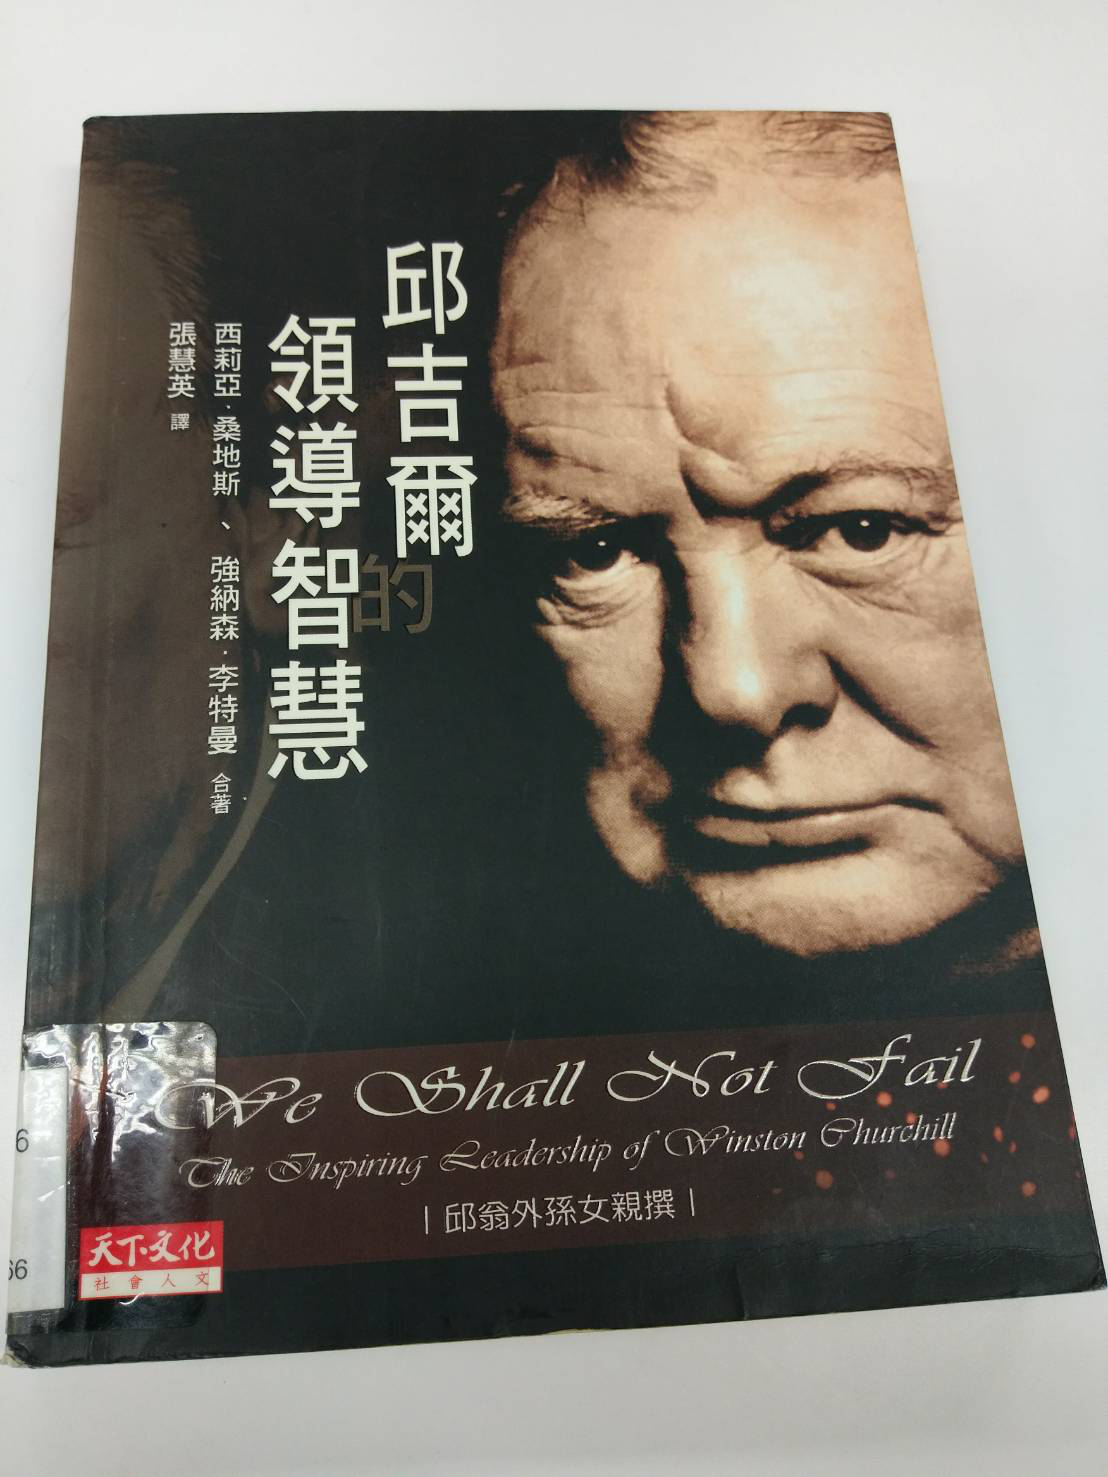 邱吉爾
的
領導智慧
西莉亞·桑地斯、強納森·李特曼 合著
張慧英 譯
We Shall Not Fail
The Inspiring Leadership of Winston Churchill
|邱翁外孫女親撰|
天下文化
社會人文
6
66